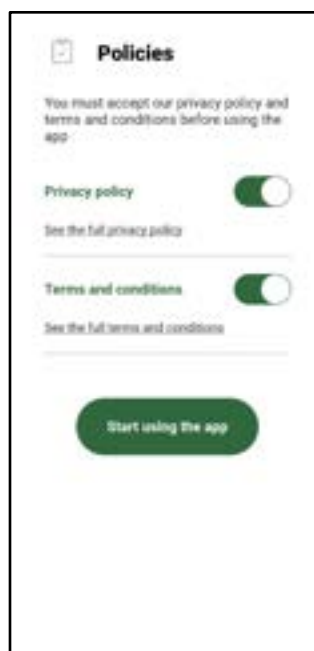 Policies
You must accept our privacy policy and
terms and conditions before using the
app
Privacy policy
See the full privacy policy
Terms and conditions
See the full terms and conditions
Start using the app